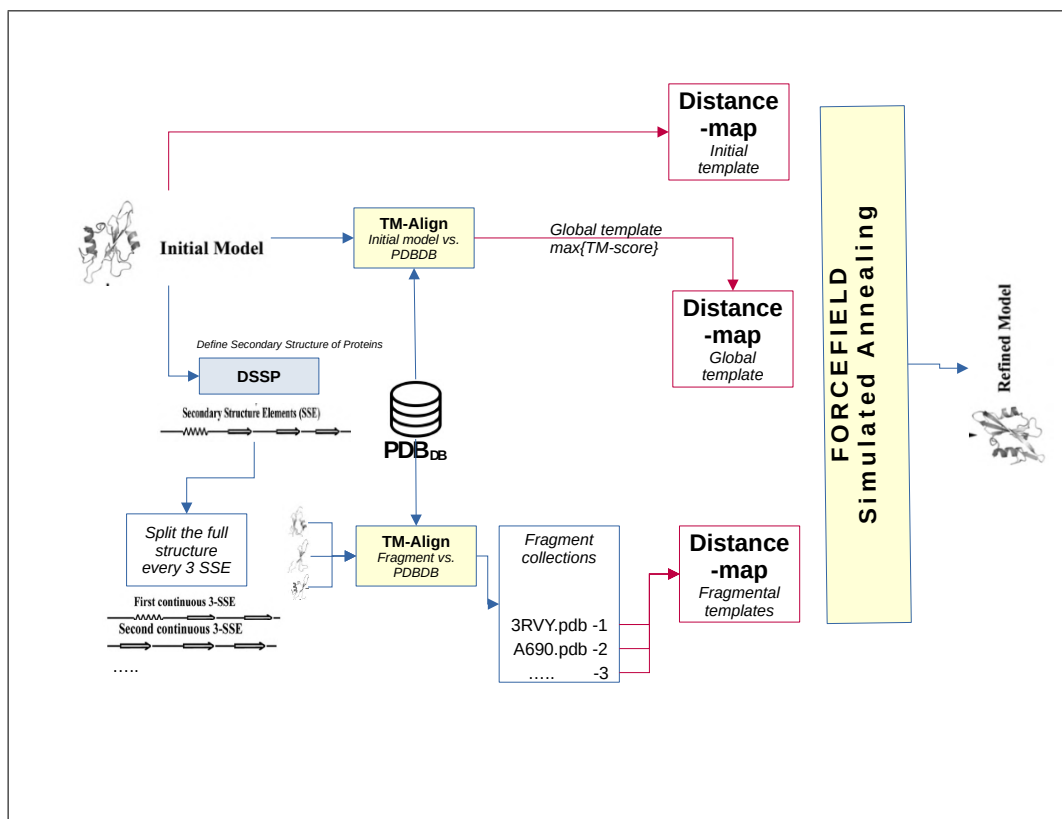 Distance
-map
Initial
template
TM-Align
Initial model vs.
PDBDB
Global template
max{TM-score}
Initial Model
Distance
-map
Global
template
FORCEFIELD
Simulated Annealing
Refined Model
Define Secondary Structure of Proteins
DSSP
Secondary Structure Elements (SSE)
PDBDB
Split the full
structure
every 3 SSE
TM-Align
Fragment vs.
PDBDB
Fragment
collections
3RVY.pdb -1
A690.pdb -2
..... -3
Distance
-map
Fragmental
templates
First continuous 3-SSE
Second continuous 3-SSE
.....